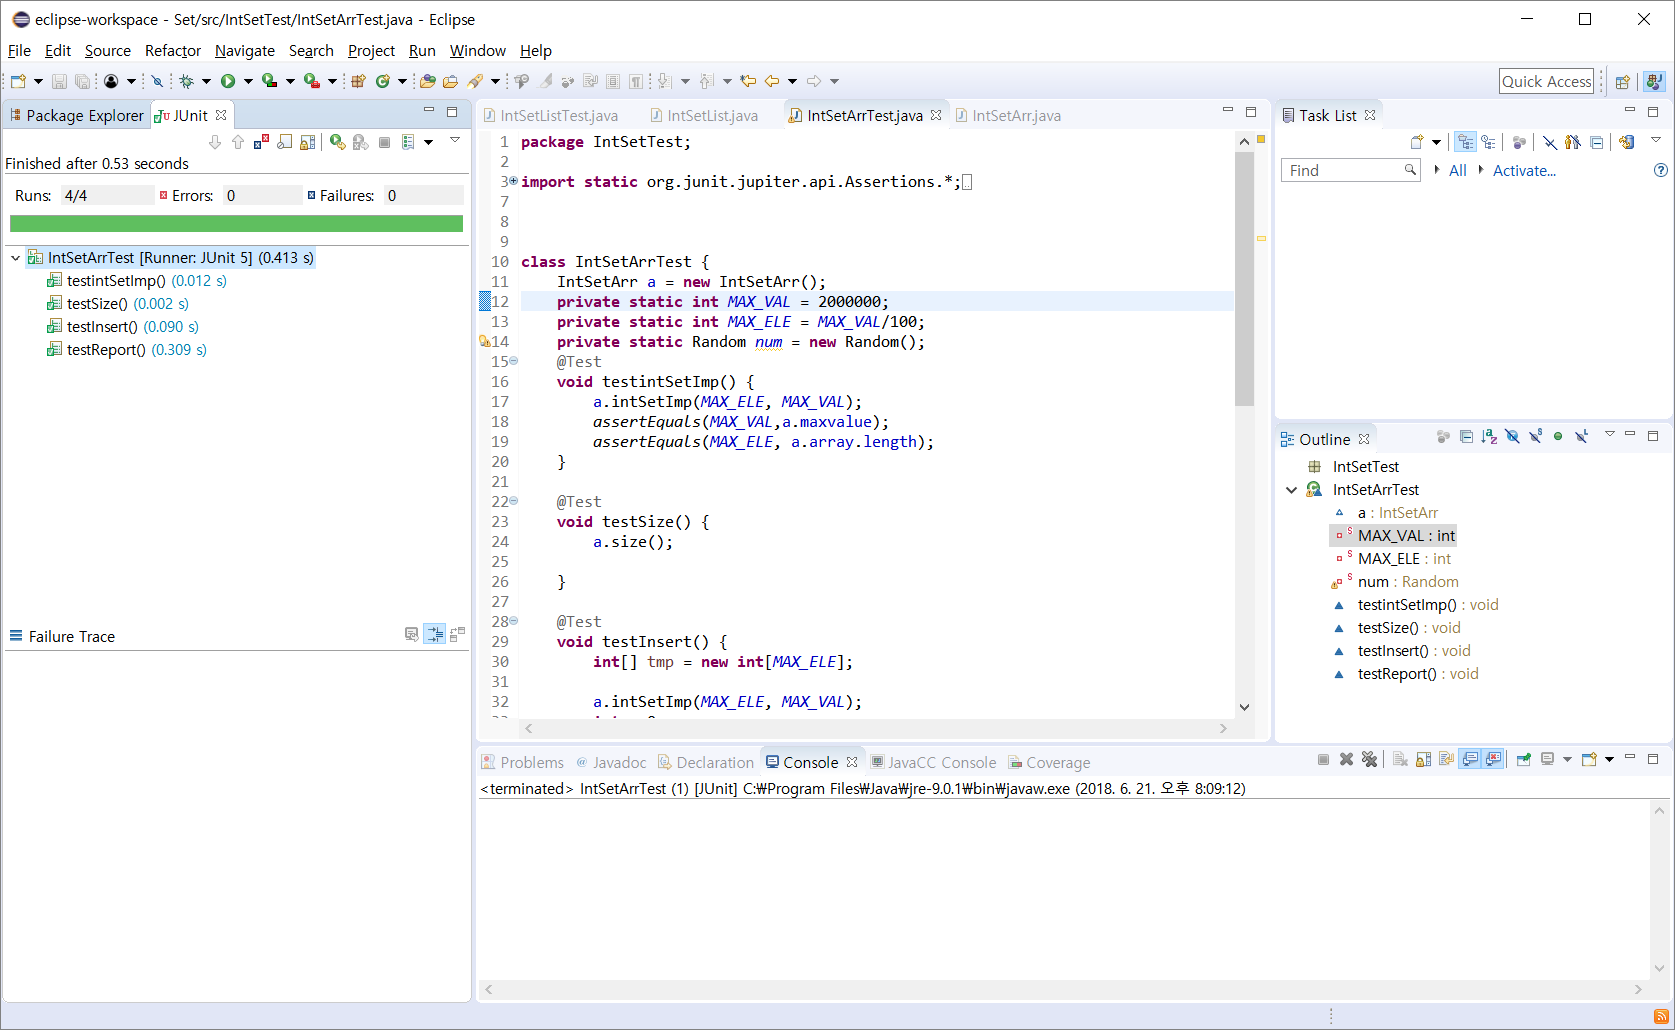 eclipse-workspace - Set/src/IntSetTest/IntSetArrTest.java - Eclipse
File Edit Source Refactor Navigate Search Project Run Window Help
Quick Access
Package Explorer JUnit
Finished after 0.53 seconds
Runs: 4/4 Errors: 0 Failures: 0
IntSetArrTest [Runner: JUnit 5] (0.413 s)
testintSetImp() (0.012 s)
testSize() (0.002 s)
testInsert() (0.090 s)
testReport() (0.309 s)
Failure Trace
IntSetListTest.java IntSetList.java IntSetArrTest.java IntSetArr.java
1 package IntSetTest;
2
3 import static org.junit.jupiter.api.Assertions.*;
7
8
9
10 class IntSetArrTest {
11 IntSetArr a = new IntSetArr();
12 private static int MAX_VAL = 2000000;
13 private static int MAX_ELE = MAX_VAL/100;
14 private static Random num = new Random();
15 @Test
16 void testintSetImp() {
17 a.intSetImp(MAX_ELE, MAX_VAL);
18 assertEquals(MAX_VAL,a.maxvalue);
19 assertEquals(MAX_ELE, a.array.length);
20 }
21
22 @Test
23 void testSize() {
24 a.size();
25
26 }
27
28 @Test
29 void testInsert() {
30 int[] tmp = new int[MAX_ELE];
31
32 a.intSetImp(MAX_ELE, MAX_VAL);
Task List
Find All Activate...
Outline
IntSetTest
IntSetArrTest
a : IntSetArr
MAX_VAL : int
MAX_ELE : int
num : Random
testintSetImp() : void
testSize() : void
testInsert() : void
testReport() : void
Problems Javadoc Declaration Console JavaCC Console Coverage
<terminated> IntSetArrTest (1) [JUnit] C:₩Program Files₩Java₩jre-9.0.1₩bin₩javaw.exe (2018. 6. 21. 오후 8:09:12)